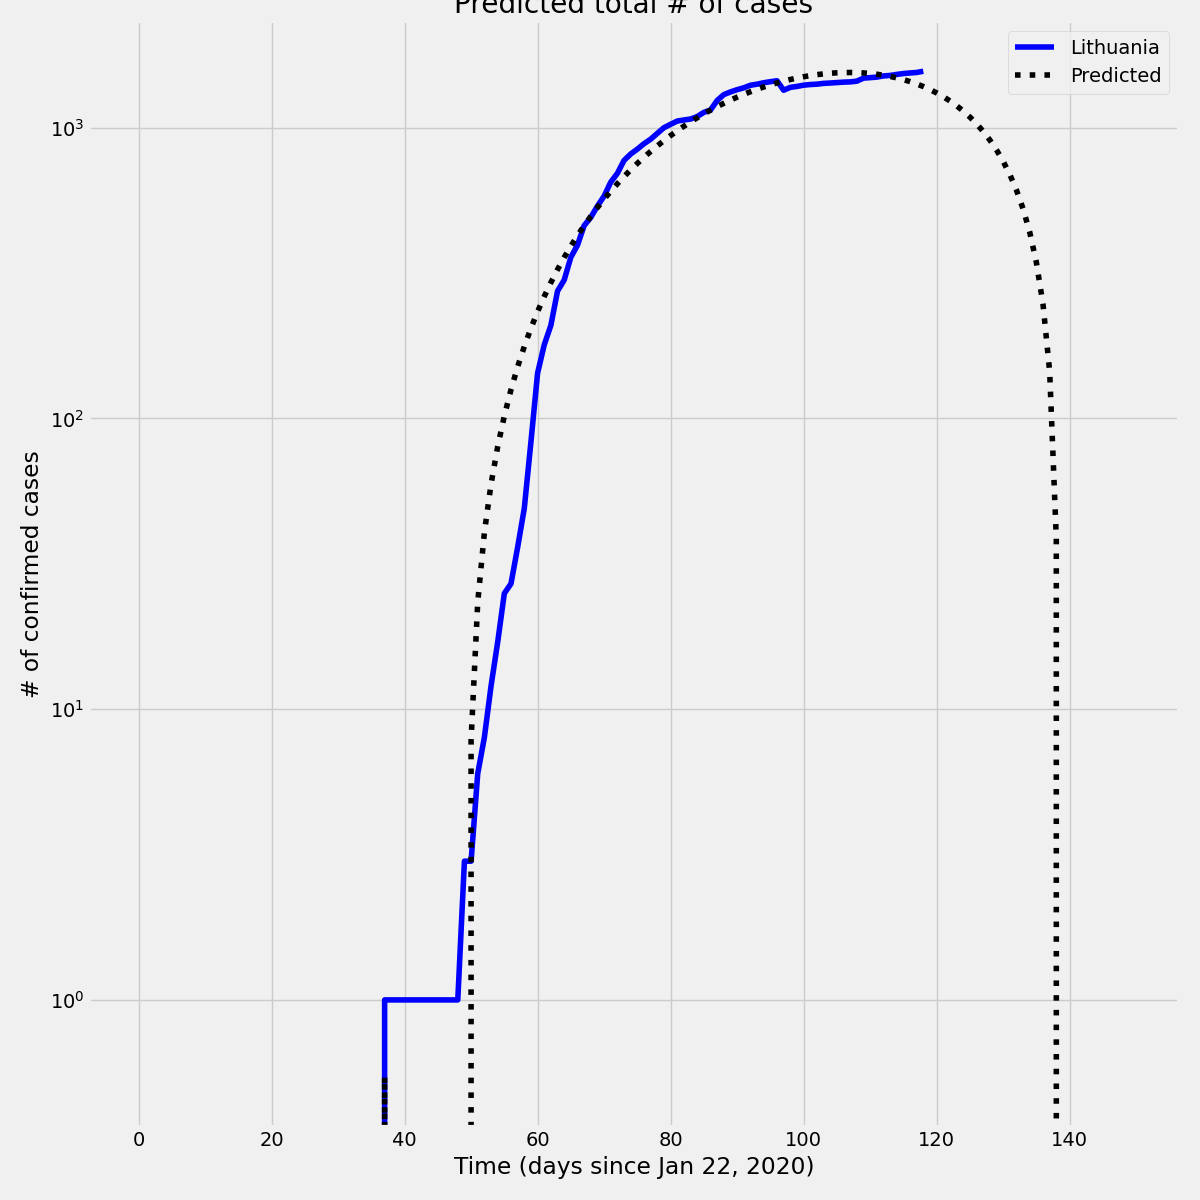 Predicted total # of cases
Lithuania
Predicted
# of confirmed cases
10³
10²
10¹
10⁰
0 20 40 60 80 100 120 140
Time (days since Jan 22, 2020)